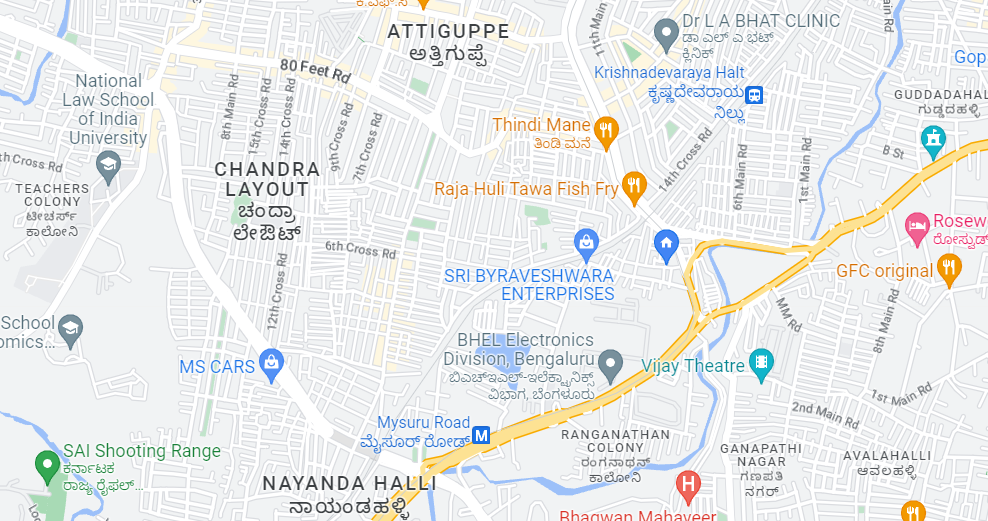 ಕೆ.ಎಫ್.ಸಿ
ATTIGUPPE
ಅತ್ತಿಗುಪ್ಪೆ
11th Main Rd
Dr L A BHAT CLINIC
ಡಾ ಎಲ್ ಎ ಭಟ್
ಕ್ಲಿನಿಕ್
80 Feet Rd
Krishnadevaraya Halt
ಕೃಷ್ಣದೇವರಾಯ
ನಿಲ್ಲು
National
Law School
of India
University
8th Main Rd
15th Cross Rd
14th Cross Rd
9th Cross Rd
7th Cross Rd
Thindi Mane
ತಿಂಡಿ ಮನೆ
GUDDADAHAL
ಗುಡ್ಡದಹಳ್ಳಿ
B St
th Cross Rd
CHANDRA
LAYOUT
ಚಂದ್ರಾ
ಲೇಔಟ್
TEACHERS
COLONY
ಟೀಚರ್ಸ್
ಕಾಲೋನಿ
Raja Huli Tawa Fish Fry
14th Cross Rd
6th Main Rd
1st Main Rd
Rosew
ರೋಸ್ವುಡ್
6th Cross Rd
12th Cross Rd
SRI BYRAVESHWARA
ENTERPRISES
GFC original
MM Rd
8th Main Rd
School
omics...
MS CARS
BHEL Electronics
Division, Bengaluru
ಬಿಎಚ್ಇಎಲ್-ಇಲೆಕ್ಟ್ರಾನಿಕ್ಸ್
ವಿಭಾಗ, ಬೆಂಗಳೂರು
Vijay Theatre
1st Main Rd
2nd Main Rd
Mysuru Road
ಮೈಸೂರ್ ರೋಡ್
M
SAI Shooting Range
ಕರ್ನಾಟಕ
ರಾಜ್ಯ ರೈಫಲ್...
NAYANDA HALLI
ನಾಯಂಡಹಳ್ಳಿ
RANGANATHAN
COLONY
ರಂಗನಾಥನ್
ಕಾಲೋನಿ
GANAPATHI
NAGAR
ಗಣಪತಿ
ನಗರ್
AVALAHALLI
ಆವಲಹಳ್ಳಿ
H
Bhagwan Mahaveer